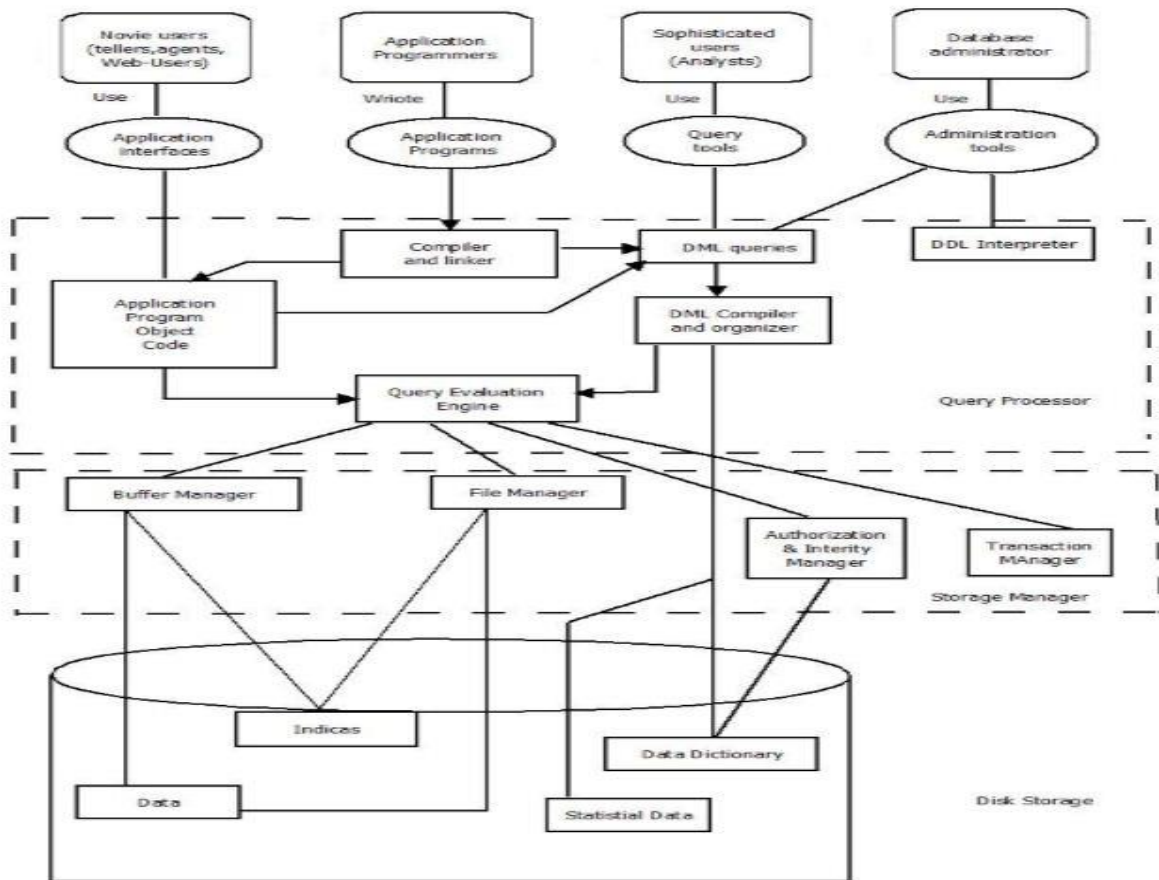 Novie users
(tellers,agents,
Web-Users)
Application
Programmers
Sophisticated
users
(Analysts)
Database
administrator
Use
Wriote
Use
Use
Application
interfaces
Application
Programs
Query
tools
Administration
tools
Compiler
and linker
DML queries
DDL Interpreter
Application
Program
Object
Code
DML Compiler
and organizer
Query Evaluation
Engine
Query Processor
Buffer Manager
File Manager
Authorization
& Interity
Manager
Transaction
MAnager
Storage Manager
Indicas
Data Dictionary
Data
Statistial Data
Disk Storage